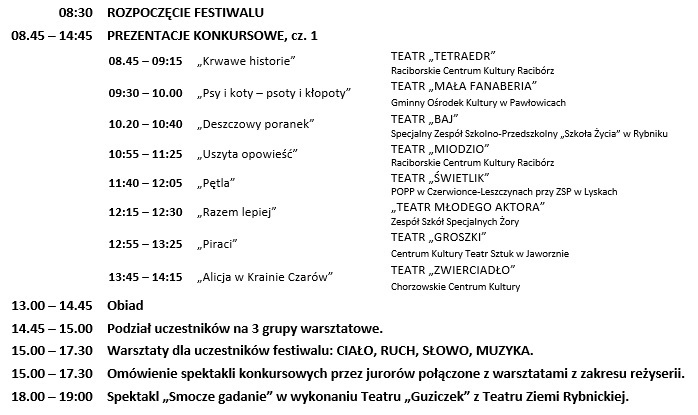 08:30 ROZPOCZĘCIE FESTIWALU
08.45 – 14:45 PREZENTACJE KONKURSOWE, cz. 1
08.45 – 09:15 „Krwawe historie” TEATR „TETRAEDR”
Raciborskie Centrum Kultury Racibórz
09:30 – 10.00 „Psy i koty – psoty i kłopoty” TEATR „MAŁA FANABERIA”
Gminny Ośrodek Kultury w Pawłowicach
10.20 – 10:40 „Deszczowy poranek” TEATR „BAJ”
Specjalny Zespół Szkolno-Przedszkolny „Szkoła Życia” w Rybniku
10:55 – 11:25 „Uszyta opowieść” TEATR „MIODZIO”
Raciborskie Centrum Kultury Racibórz
11:40 – 12:05 „Pętla” TEATR „ŚWIETLIK”
POPP w Czerwionce-Leszczynach przy ZSP w Lyskach
12:15 – 12:30 „Razem lepiej” „TEATR MŁODEGO AKTORA”
Zespół Szkół Specjalnych Żory
12:55 – 13:25 „Piraci” TEATR „GROSZKI”
Centrum Kultury Teatr Sztuk w Jaworznie
13:45 – 14:15 „Alicja w Krainie Czarów” TEATR „ZWIERCIADŁO”
Chorzowskie Centrum Kultury
13.00 – 14.45 Obiad
14.45 – 15.00 Podział uczestników na 3 grupy warsztatowe.
15.00 – 17.30 Warsztaty dla uczestników festiwalu: CIAŁO, RUCH, SŁOWO, MUZYKA.
15.00 – 17.30 Omówienie spektakli konkursowych przez jurorów połączone z warsztatami z zakresu reżyserii.
18.00 – 19:00 Spektakl „Smocze gadanie” w wykonaniu Teatru „Guziczek” z Teatru Ziemi Rybnickiej.